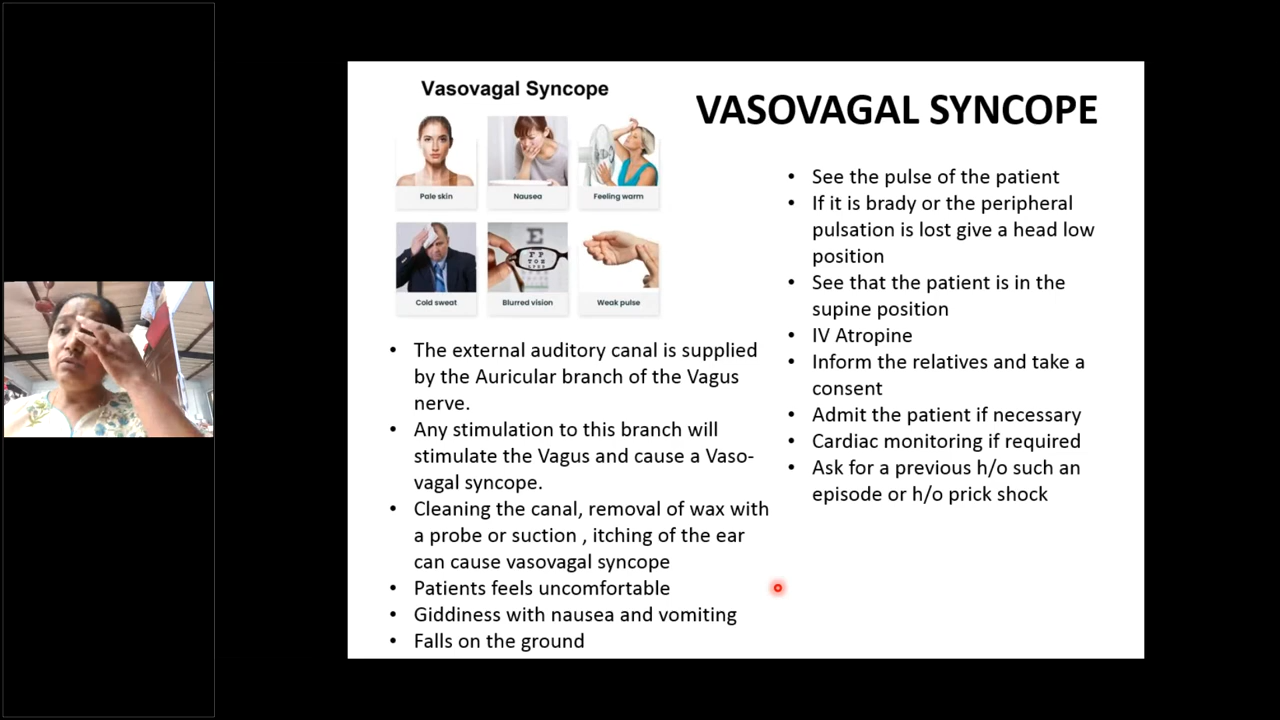 Vasovagal Syncope
Pale skin
Nausea
Feeling warm
Cold sweat
Blurred vision
Weak pulse
• The external auditory canal is supplied
by the Auricular branch of the Vagus
nerve.
• Any stimulation to this branch will
stimulate the Vagus and cause a Vaso-
vagal syncope.
• Cleaning the canal, removal of wax with
a probe or suction , itching of the ear
can cause vasovagal syncope
• Patients feels uncomfortable
• Giddiness with nausea and vomiting
• Falls on the ground
VASOVAGAL SYNCOPE
• See the pulse of the patient
• If it is brady or the peripheral
pulsation is lost give a head low
position
• See that the patient is in the
supine position
• IV Atropine
• Inform the relatives and take a
consent
• Admit the patient if necessary
• Cardiac monitoring if required
• Ask for a previous h/o such an
episode or h/o prick shock